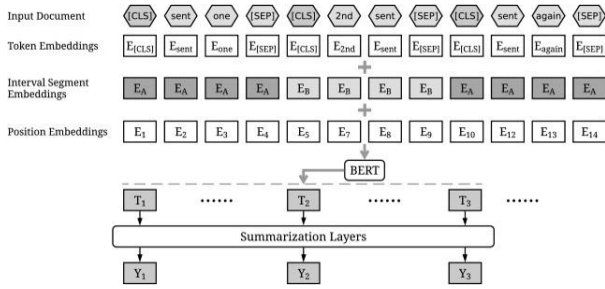 Input Document [CLS] sent one [SEP] [CLS] 2nd sent [SEP] [CLS] sent again [SEP]
Token Embeddings E[CLS] Esent Eone E[SEP] E[CLS] E2nd Esent E[SEP] E[CLS] Esent Eagain E[SEP]
+
Interval Segment
Embeddings EA EA EA EA EB EB EB EB EA EA EA EA
+
Position Embeddings E1 E2 E3 E4 E5 E7 E8 E9 E10 E12 E13 E14
BERT
T1 ...... T2 ...... T3 ......
Summarization Layers
Y1 Y2 Y3